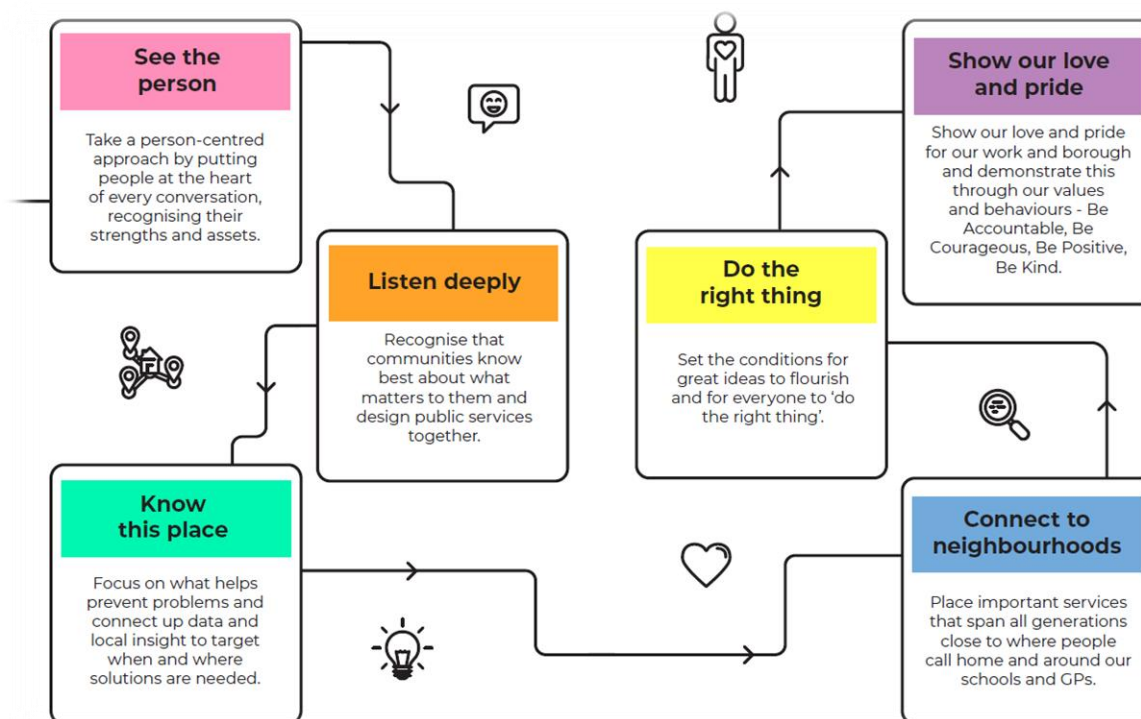 See the
person
Take a person-centred
approach by putting
people at the heart
of every conversation,
recognising their
strengths and assets.
Listen deeply
Recognise that
communities know
best about what
matters to them and
design public services
together.
Know
this place
Focus on what helps
prevent problems and
connect up data and
local insight to target
when and where
solutions are needed.
Connect to
neighbourhoods
Place important services
that span all generations
close to where people
call home and around our
schools and GPs.
Do the
right thing
Set the conditions for
great ideas to flourish
and for everyone to ‘do
the right thing’.
Show our love
and pride
Show our love and pride
for our work and borough
and demonstrate this
through our values
and behaviours - Be
Accountable, Be
Courageous, Be Positive,
Be Kind.